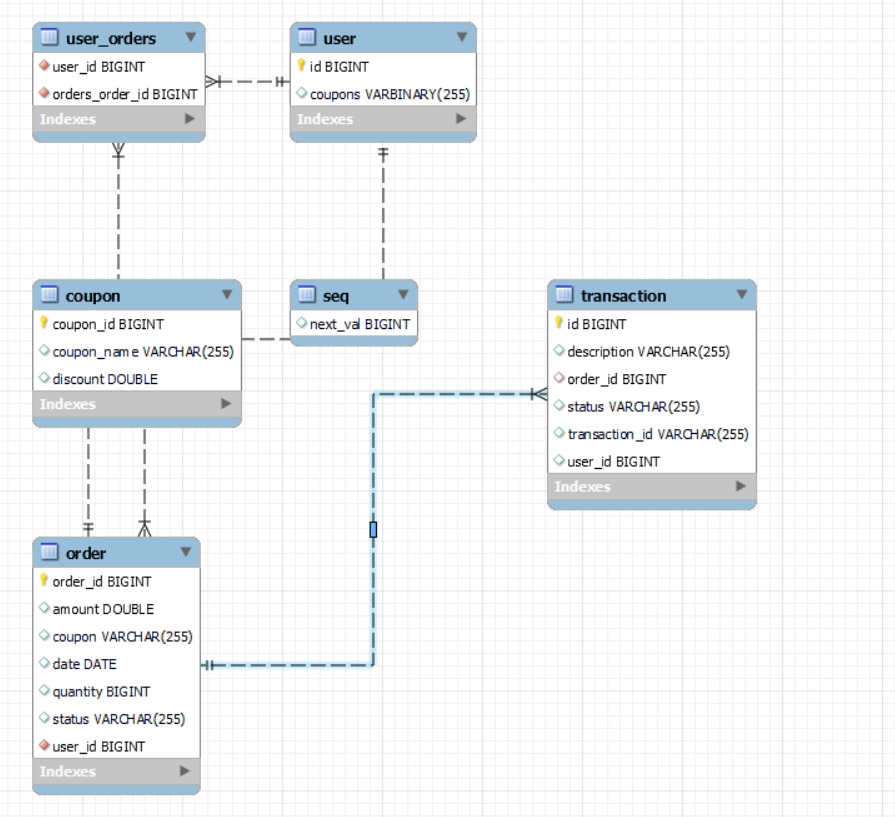 user_orders
user_id BIGINT
orders_order_id BIGINT
Indexes
user
id BIGINT
coupons VARBINARY(255)
Indexes
coupon
coupon_id BIGINT
coupon_name VARCHAR(255)
discount DOUBLE
Indexes
seq
next_val BIGINT
transaction
id BIGINT
description VARCHAR(255)
order_id BIGINT
status VARCHAR(255)
transaction_id VARCHAR(255)
user_id BIGINT
Indexes
order
order_id BIGINT
amount DOUBLE
coupon VARCHAR(255)
date DATE
quantity BIGINT
status VARCHAR(255)
user_id BIGINT
Indexes